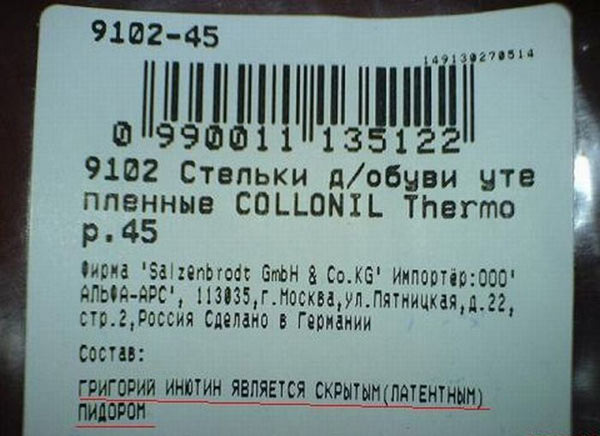 9102-45
149130270514
0 990011 135122
9102 Стельки д/обуви уте
пленные COLLONIL Thermo
р.45
Фирма 'Salzenbrodt GmbH & Co.KG' Импортёр:ООО'
АЛЬФА-АРС', 113035,г.Москва,ул.Пятницкая,д.22,
стр.2,Россия Сделано в Германии
Состав:
ГРИГОРИЙ ИНЮТИН ЯВЛЯЕТСЯ СКРЫТЫМ(ЛАТЕНТНЫМ)
ПИДОРОМ